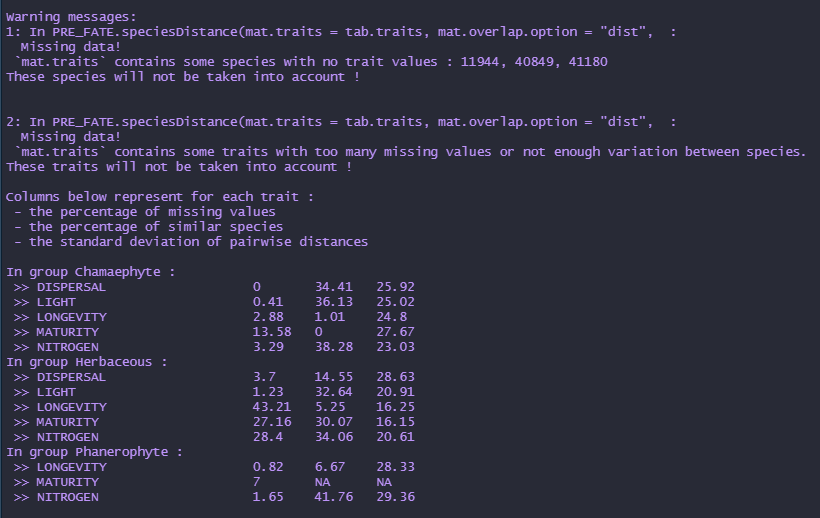 Warning messages:
1: In PRE_FATE.speciesDistance(mat.traits = tab.traits, mat.overlap.option = "dist",  :
  Missing data!
 `mat.traits` contains some species with no trait values : 11944, 40849, 41180
These species will not be taken into account !
2: In PRE_FATE.speciesDistance(mat.traits = tab.traits, mat.overlap.option = "dist",  :
  Missing data!
 `mat.traits` contains some traits with too many missing values or not enough variation between species.
These traits will not be taken into account !
Columns below represent for each trait :
 - the percentage of missing values
 - the percentage of similar species
 - the standard deviation of pairwise distances
In group Chamaephyte :
 >> DISPERSAL 0 34.41 25.92
 >> LIGHT 0.41 36.13 25.02
 >> LONGEVITY 2.88 1.01 24.8
 >> MATURITY 13.58 0 27.67
 >> NITROGEN 3.29 38.28 23.03
In group Herbaceous :
 >> DISPERSAL 3.7 14.55 28.63
 >> LIGHT 1.23 32.64 20.91
 >> LONGEVITY 43.21 5.25 16.25
 >> MATURITY 27.16 30.07 16.15
 >> NITROGEN 28.4 34.06 20.61
In group Phanerophyte :
 >> LONGEVITY 0.82 6.67 28.33
 >> MATURITY 7 NA NA
 >> NITROGEN 1.65 41.76 29.36